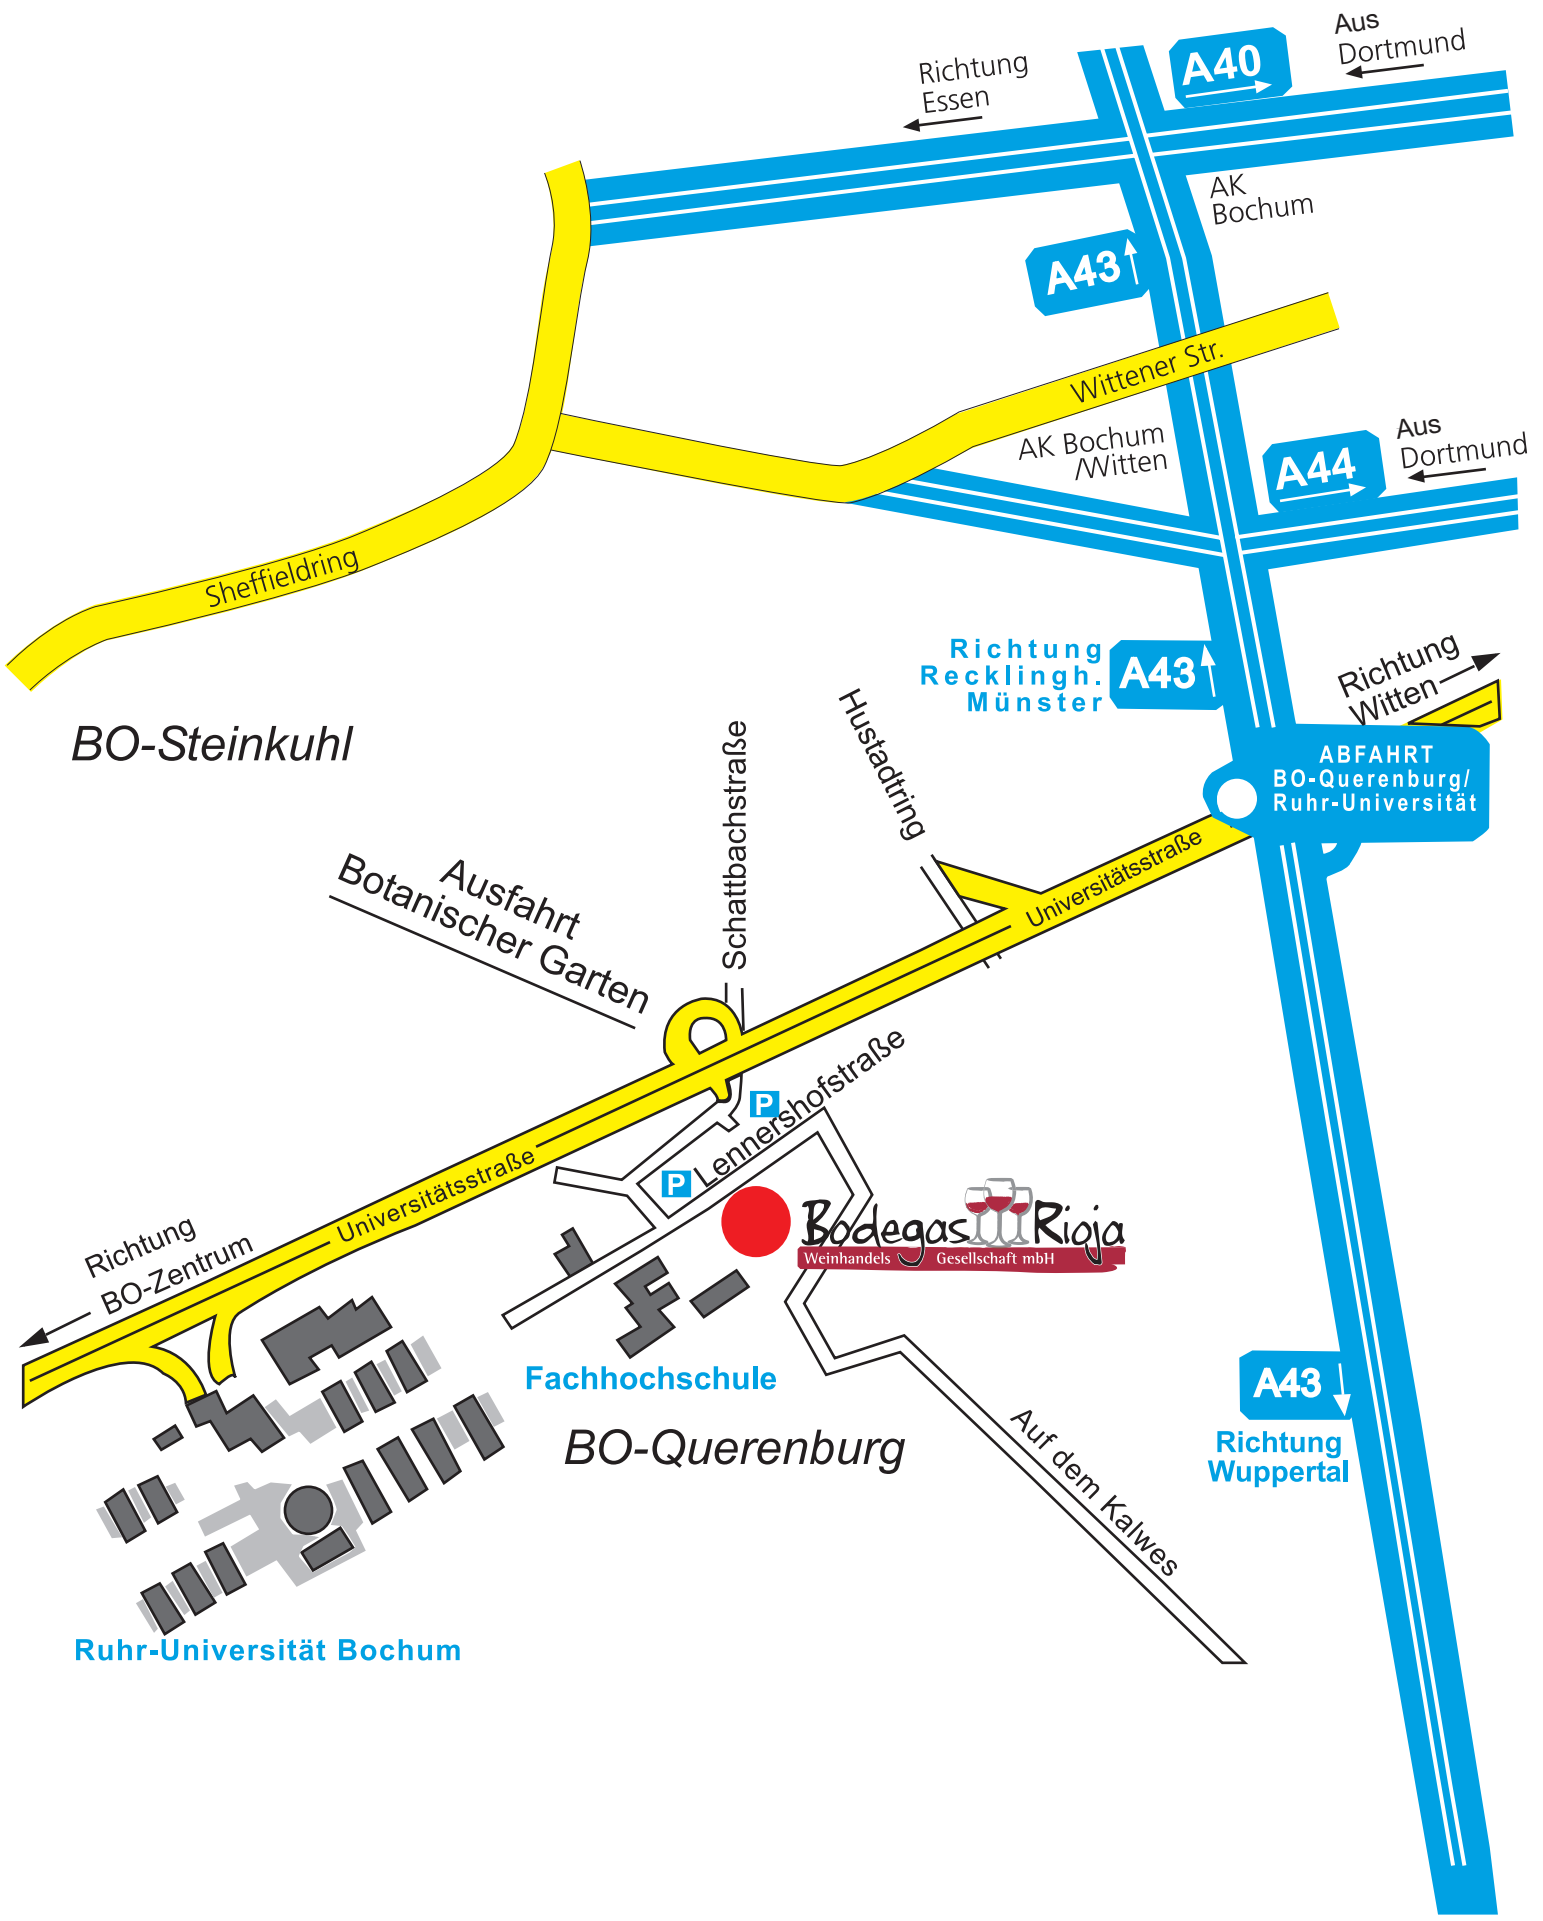 Aus
Dortmund
A40
Richtung
Essen
AK
Bochum
A43
Wittener Str.
AK Bochum
/Witten
Aus
Dortmund
A44
Sheffieldring
Richtung
Recklingh.
Münster
A43
Richtung
Witten
BO-Steinkuhl
ABFAHRT
BO-Querenburg/
Ruhr-Universität
Hustadtring
Schattbachstraße
Universitätsstraße
Ausfahrt
Botanischer Garten
Lennershofstraße
P
P
Universitätsstraße
Richtung
BO-Zentrum
Bodegas Rioja
Weinhandels Gesellschaft mbH
Fachhochschule
BO-Querenburg
A43
Richtung
Wuppertal
Auf dem Kalwes
Ruhr-Universität Bochum